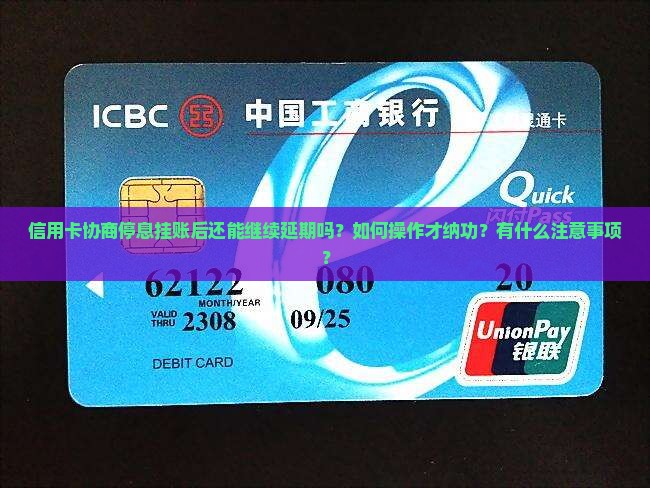 ICBC 中国工商银行
通卡
Quick
闪付Pass
信用卡协商停息挂账后还能继续延期吗？如何操作才纳功？有什么注意事项
？
62122 080 20
MONTH/YEAR
VALID THRU 2308 09/25
UnionPay
银联
DEBIT CARD